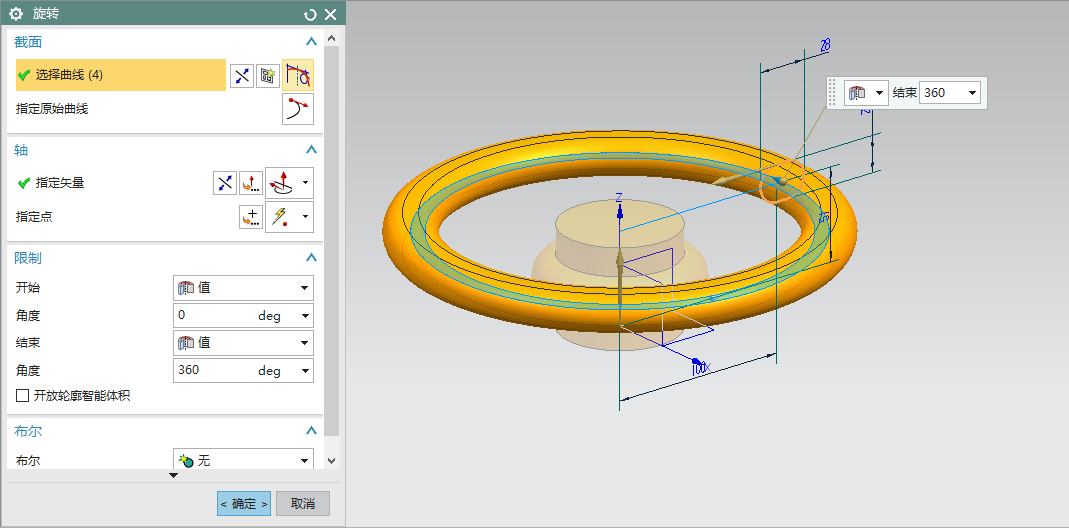 旋转
截面
选择曲线 (4)
指定原始曲线
轴
指定矢量
指定点
限制
开始
值
角度
0 deg
结束
值
角度
360 deg
开放轮廓智能体积
布尔
布尔
无
< 确定 >
取消
28
结束 360
Z
100
X